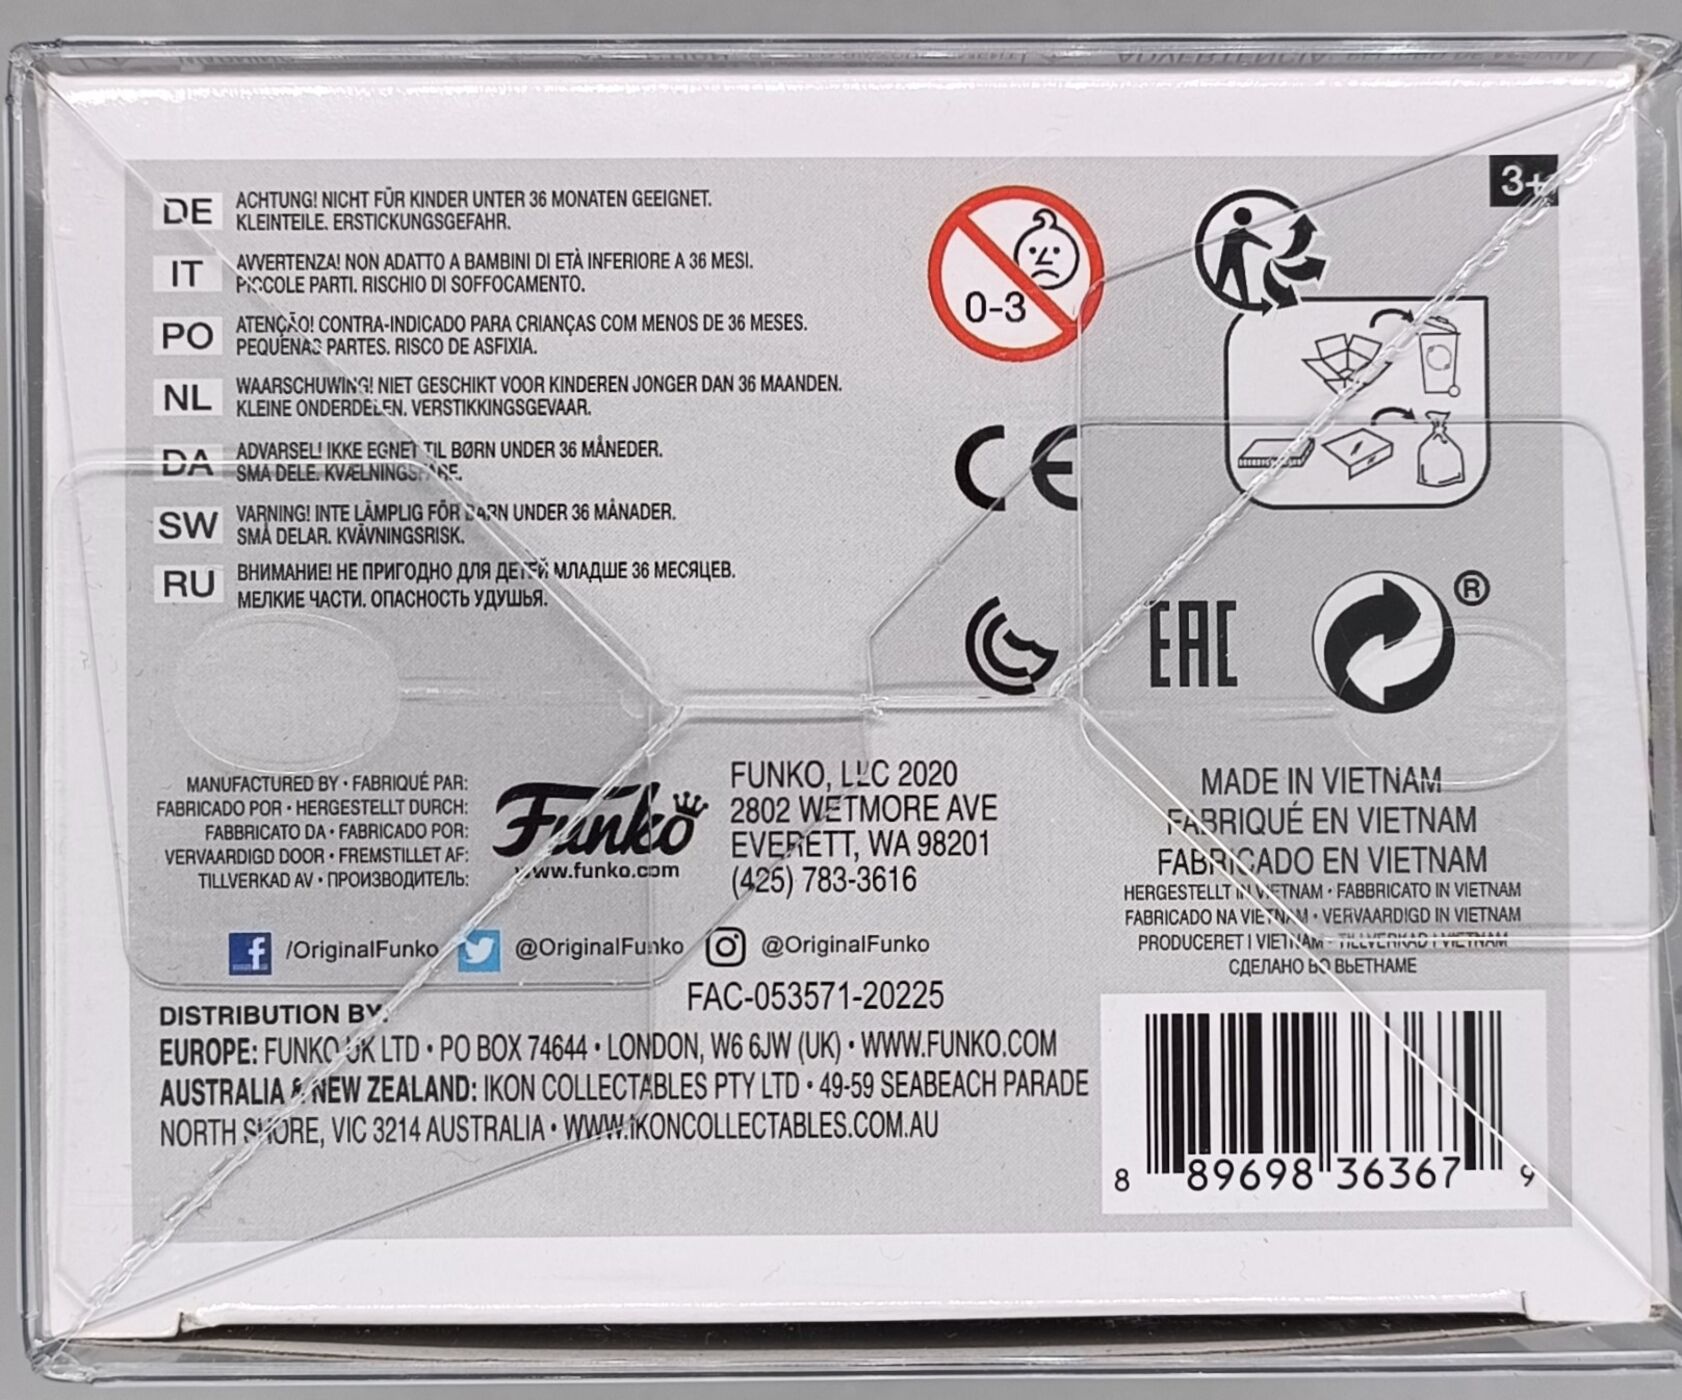 3+
DE ACHTUNG! NICHT FÜR KINDER UNTER 36 MONATEN GEEIGNET.
KLEINTEILE. ERSTICKUNGSGEFAHR.
IT AVVERTENZA! NON ADATTO A BAMBINI DI ETÀ INFERIORE A 36 MESI.
PICCOLE PARTI. RISCHIO DI SOFFOCAMENTO.
PO ATENÇÃO! CONTRA-INDICADO PARA CRIANÇAS COM MENOS DE 36 MESES.
PEQUENAS PARTES. RISCO DE ASFIXIA.
NL WAARSCHUWING! NIET GESCHIKT VOOR KINDEREN JONGER DAN 36 MAANDEN.
KLEINE ONDERDELEN. VERSTIKKINGSGEVAAR.
DA ADVARSEL! IKKE EGNET TIL BØRN UNDER 36 MÅNEDER.
SMA DELE. KVÆLNINGSFARE.
SW VARNING! INTE LÄMPLIG FÖR BARN UNDER 36 MÅNADER.
SMÅ DELAR. KVÄVNINGSRISK.
RU ВНИМАНИЕ! НЕ ПРИГОДНО ДЛЯ ДЕТЕЙ МЛАДШЕ 36 МЕСЯЦЕВ.
МЕЛКИЕ ЧАСТИ. ОПАСНОСТЬ УДУШЬЯ.
0-3
CE
EAC
®
MANUFACTURED BY • FABRIQUÉ PAR:
FABRICADO POR • HERGESTELLT DURCH:
FABBRICATO DA • FABRICADO POR:
VERVAARDIGD DOOR • FREMSTILLET AF:
TILLVERKAD AV • ПРОИЗВОДИТЕЛЬ:
Funko
www.funko.com
FUNKO, LLC 2020
2802 WETMORE AVE
EVERETT, WA 98201
(425) 783-3616
MADE IN VIETNAM
FABRIQUÉ EN VIETNAM
FABRICADO EN VIETNAM
HERGESTELLT IN VIETNAM • FABBRICATO IN VIETNAM
FABRICADO NA VIETNAM • VERVAARDIGD IN VIETNAM
PRODUCERET I VIETNAM • TILLVERKAD I VIETNAM
СДЕЛАНО ВО ВЬЕТНАМЕ
/OriginalFunko @OriginalFunko @OriginalFunko
FAC-053571-20225
DISTRIBUTION BY:
EUROPE: FUNKO UK LTD • PO BOX 74644 • LONDON, W6 6JW (UK) • WWW.FUNKO.COM
AUSTRALIA & NEW ZEALAND: IKON COLLECTABLES PTY LTD • 49-59 SEABEACH PARADE
NORTH SHORE, VIC 3214 AUSTRALIA • WWW.IKONCOLLECTABLES.COM.AU
8 89698 36367 9